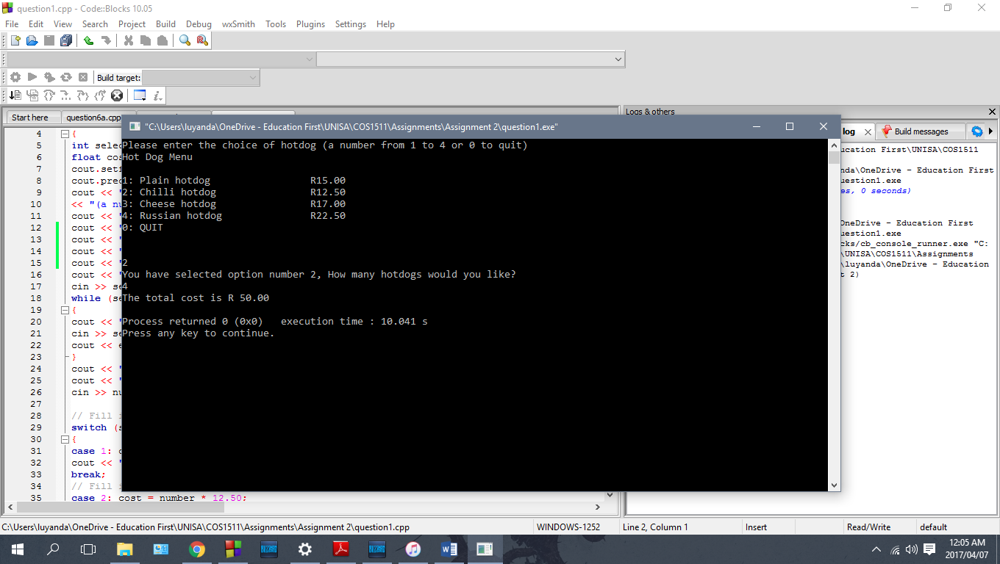 question1.cpp - Code::Blocks 10.05
File Edit View Search Project Build Debug wxSmith Tools Plugins Settings Help
Build target:
Start here
question6a.cpp
Logs & others
log
Build messages
"C:\Users\luyanda\OneDrive - Education First\UNISA\COS1511\Assignments\Assignment 2\question1.exe"
Please enter the choice of hotdog (a number from 1 to 4 or 0 to quit)
Hot Dog Menu
1: Plain hotdog R15.00
2: Chilli hotdog R12.50
3: Cheese hotdog R17.00
4: Russian hotdog R22.50
0: QUIT
2
You have selected option number 2, How many hotdogs would you like?
4
The total cost is R 50.00
Process returned 0 (0x0) execution time : 10.041 s
Press any key to continue.
4 {
5 int selec
6 float cos
7 cout.setf
8 cout.prec
9 cout << "
10 << "(a nu
11 cout << "
12 cout << "
13 cout << "
14 cout << "
15 cout << "
16 cout << "
17 cin >> se
18 while (se
19 {
20 cout << "
21 cin >> se
22 cout << e
23 }
24 cout << "
25 cout << "
26 cin >> nu
27
28 // Fill i
29 switch (s
30 {
31 case 1: c
32 cout << "
33 break;
34 // Fill i
35 case 2: cost = number * 12.50;
ucation First\UNISA\COS1511
nda\OneDrive - Education First
uestion1.exe
es, 0 seconds)
OneDrive - Education First
uestion1.exe
cks/cb_console_runner.exe "C:
\UNISA\COS1511\Assignments
\luyanda\OneDrive - Education
t 2)
C:\Users\luyanda\OneDrive - Education First\UNISA\COS1511\Assignments\Assignment 2\question1.cpp WINDOWS-1252 Line 2, Column 1 Insert Read/Write default
12:05 AM
2017/04/07